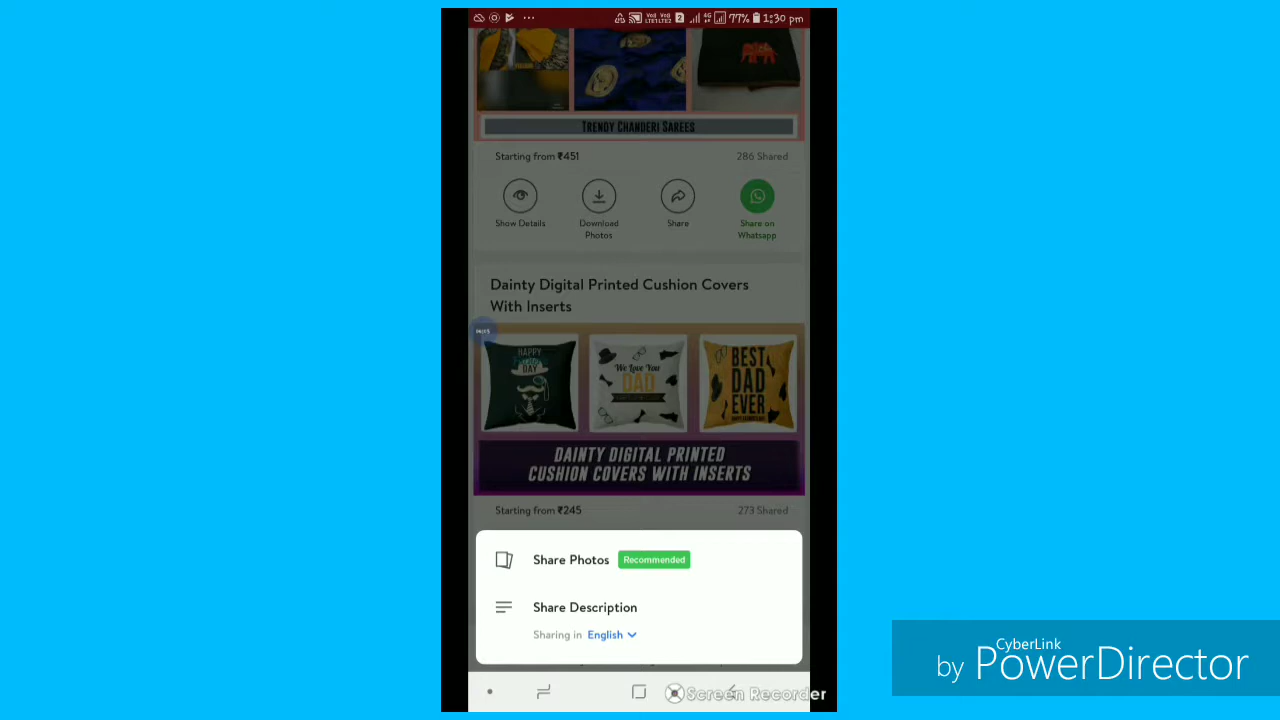 77% 1:30 pm
TRENDY CHANDERI SAREES
Starting from ₹451
286 Shared
Show Details
Download Photos
Share
Share on Whatsapp
Dainty Digital Printed Cushion Covers
With Inserts
HAPPY
DAY
We Love You
DAD
BEST
DAD
EVER
DAINTY DIGITAL PRINTED
CUSHION COVERS WITH INSERTS
Starting from ₹245
273 Shared
Share Photos Recommended
Share Description
Sharing in English
Screen Recorder
CyberLink
by PowerDirector